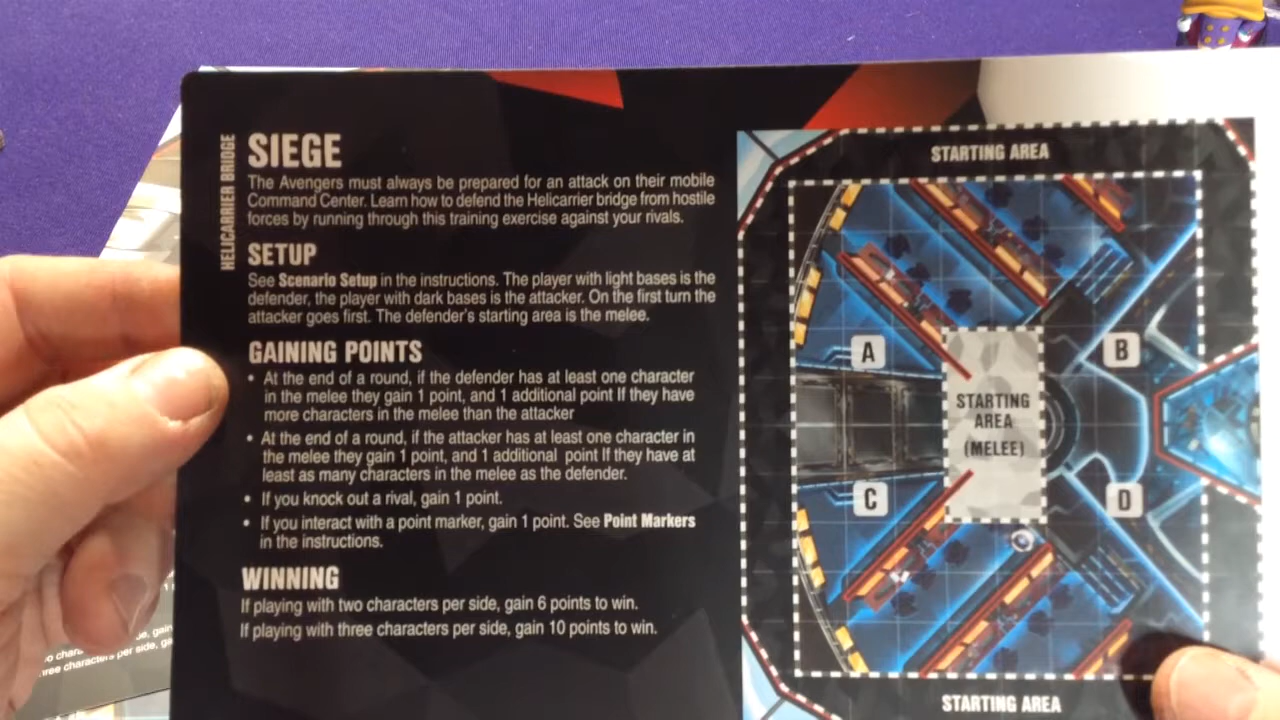 HELICARRIER BRIDGE
SIEGE
The Avengers must always be prepared for an attack on their mobile
Command Center. Learn how to defend the Helicarrier bridge from hostile
forces by running through this training exercise against your rivals.
SETUP
See Scenario Setup in the instructions. The player with light bases is the
defender, the player with dark bases is the attacker. On the first turn the
attacker goes first. The defender's starting area is the melee.
GAINING POINTS
• At the end of a round, if the defender has at least one character
in the melee they gain 1 point, and 1 additional point If they have
more characters in the melee than the attacker
• At the end of a round, if the attacker has at least one character in
the melee they gain 1 point, and 1 additional point If they have at
least as many characters in the melee as the defender.
• If you knock out a rival, gain 1 point.
• If you interact with a point marker, gain 1 point. See Point Markers
in the instructions.
WINNING
If playing with two characters per side, gain 6 points to win.
If playing with three characters per side, gain 10 points to win.
STARTING AREA
A
B
STARTING
AREA
(MELEE)
C
D
STARTING AREA
characters per side, ga